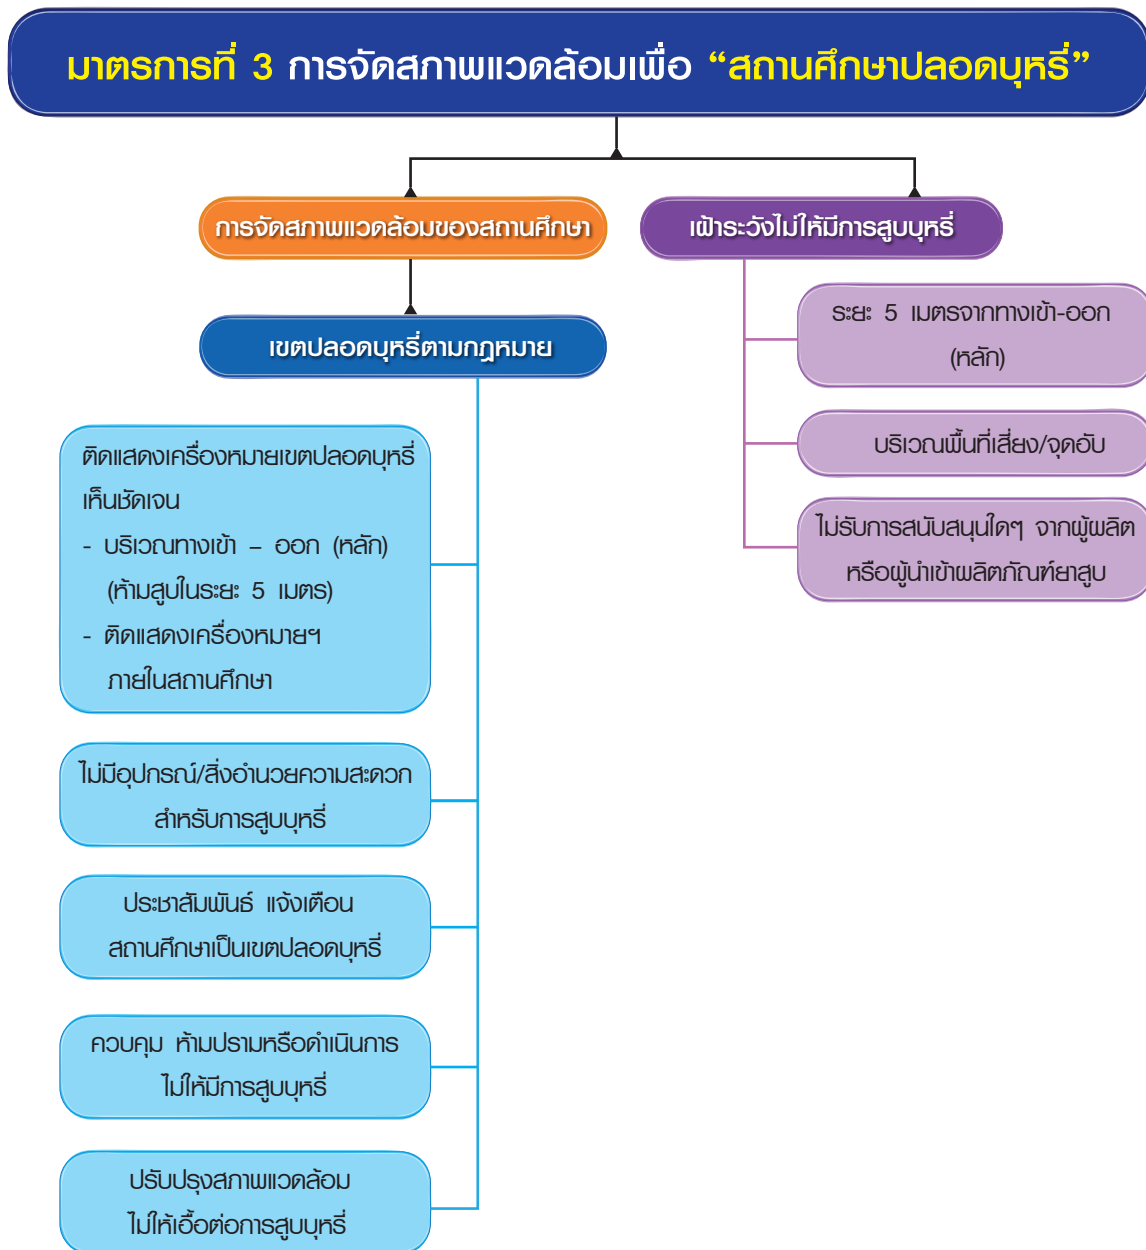 มาตรการที่ 3 การจัดสภาพแวดล้อมเพื่อ “สถานศึกษาปลอดบุหรี่”
การจัดสภาพแวดล้อมของสถานศึกษา
เขตปลอดบุหรี่ตามกฎหมาย
ติดแสดงเครื่องหมายเขตปลอดบุหรี่
เห็นชัดเจน
- บริเวณทางเข้า – ออก (หลัก)
(ห้ามสูบในระยะ 5 เมตร)
- ติดแสดงเครื่องหมายฯ
ภายในสถานศึกษา
ไม่มีอุปกรณ์/สิ่งอำนวยความสะดวก
สำหรับการสูบบุหรี่
ประชาสัมพันธ์ แจ้งเตือน
สถานศึกษาเป็นเขตปลอดบุหรี่
ควบคุม ห้ามปรามหรือดำเนินการ
ไม่ให้มีการสูบบุหรี่
ปรับปรุงสภาพแวดล้อม
ไม่ให้เอื้อต่อการสูบบุหรี่
เฝ้าระวังไม่ให้มีการสูบบุหรี่
ระยะ 5 เมตรจากทางเข้า-ออก
(หลัก)
บริเวณพื้นที่เสี่ยง/จุดอับ
ไม่รับการสนับสนุนใดๆ จากผู้ผลิต
หรือผู้นำเข้าผลิตภัณฑ์ยาสูบ